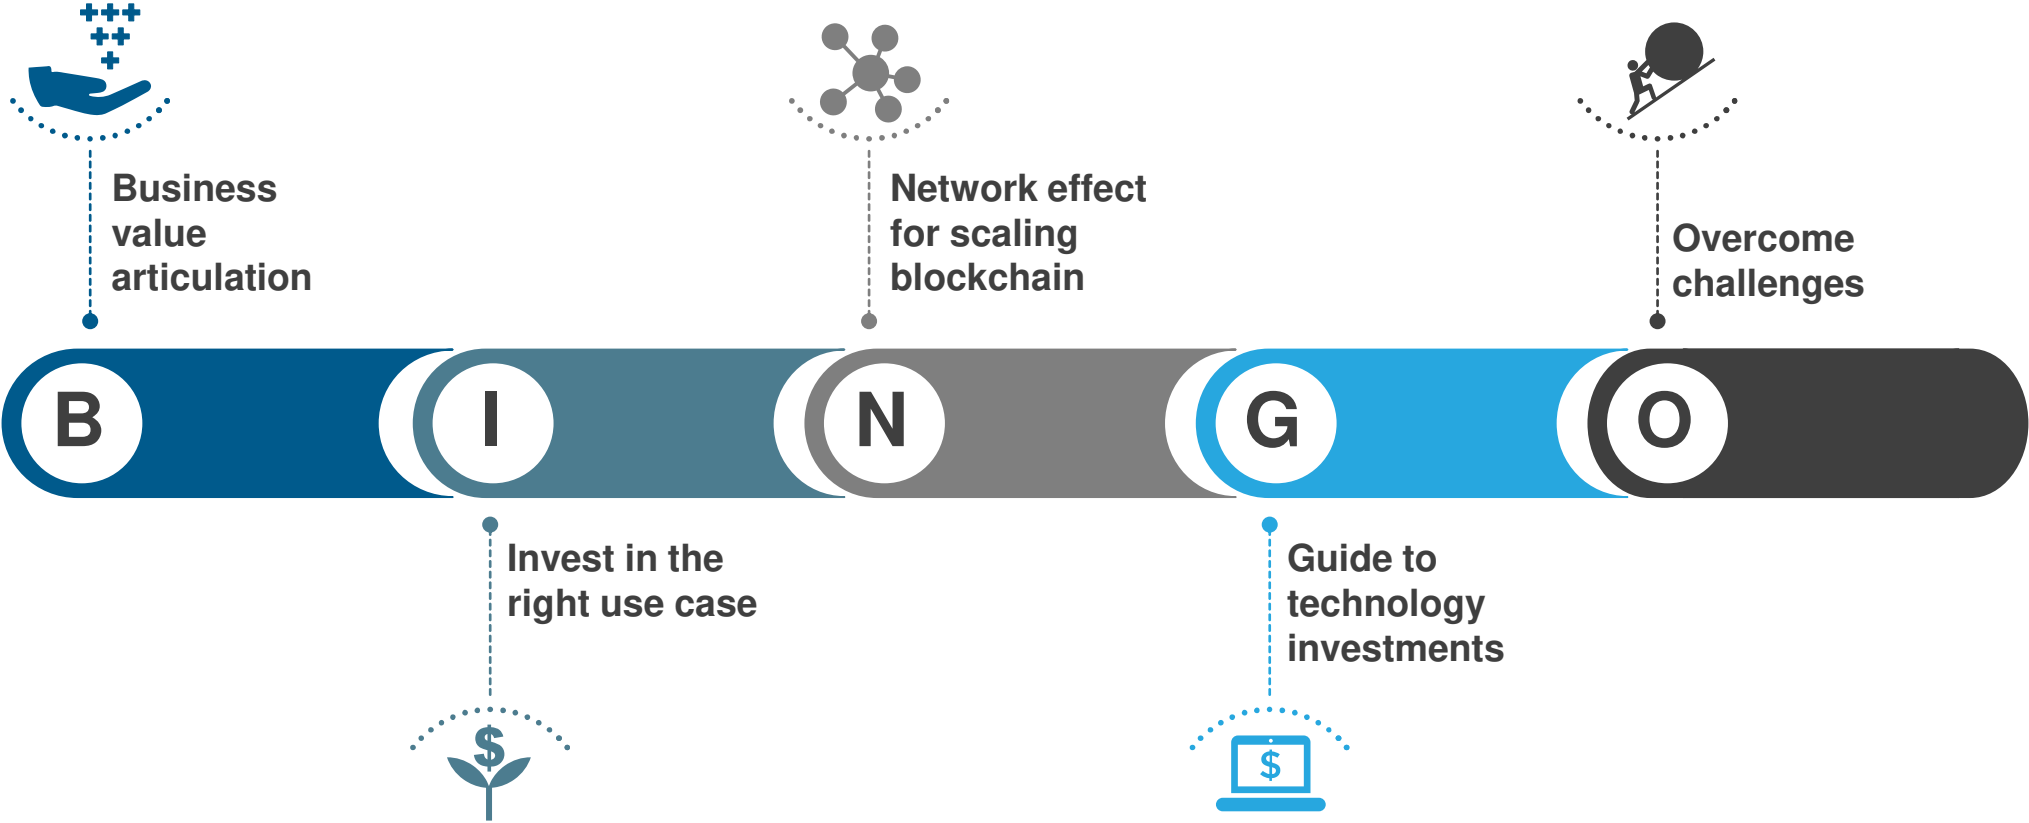 Business
value
articulation
Network effect
for scaling
blockchain
Overcome
challenges
B
I
N
G
O
Invest in the
right use case
Guide to
technology
investments
$
$